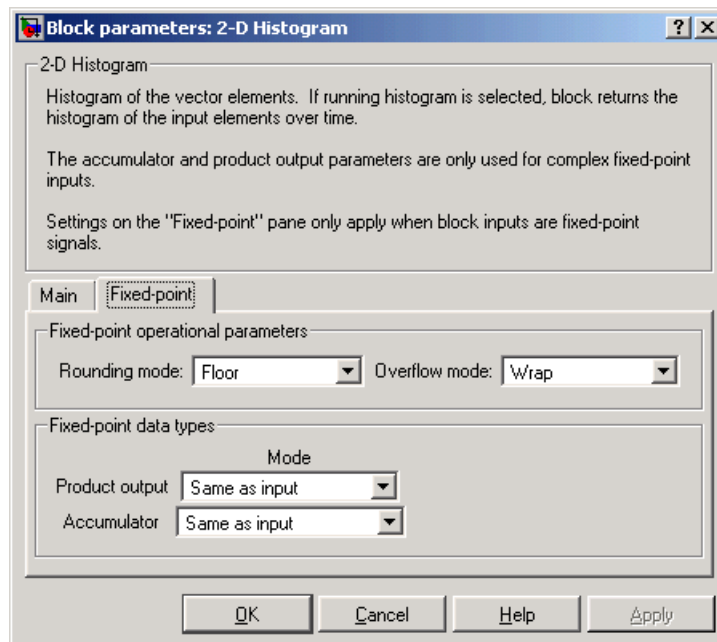 Block parameters: 2-D Histogram
2-D Histogram
Histogram of the vector elements.  If running histogram is selected, block returns the
histogram of the input elements over time.
The accumulator and product output parameters are only used for complex fixed-point
inputs.
Settings on the "Fixed-point" pane only apply when block inputs are fixed-point
signals.
Main Fixed-point
Fixed-point operational parameters
Rounding mode: Floor Overflow mode: Wrap
Fixed-point data types
Mode
Product output Same as input
Accumulator Same as input
OK Cancel Help Apply